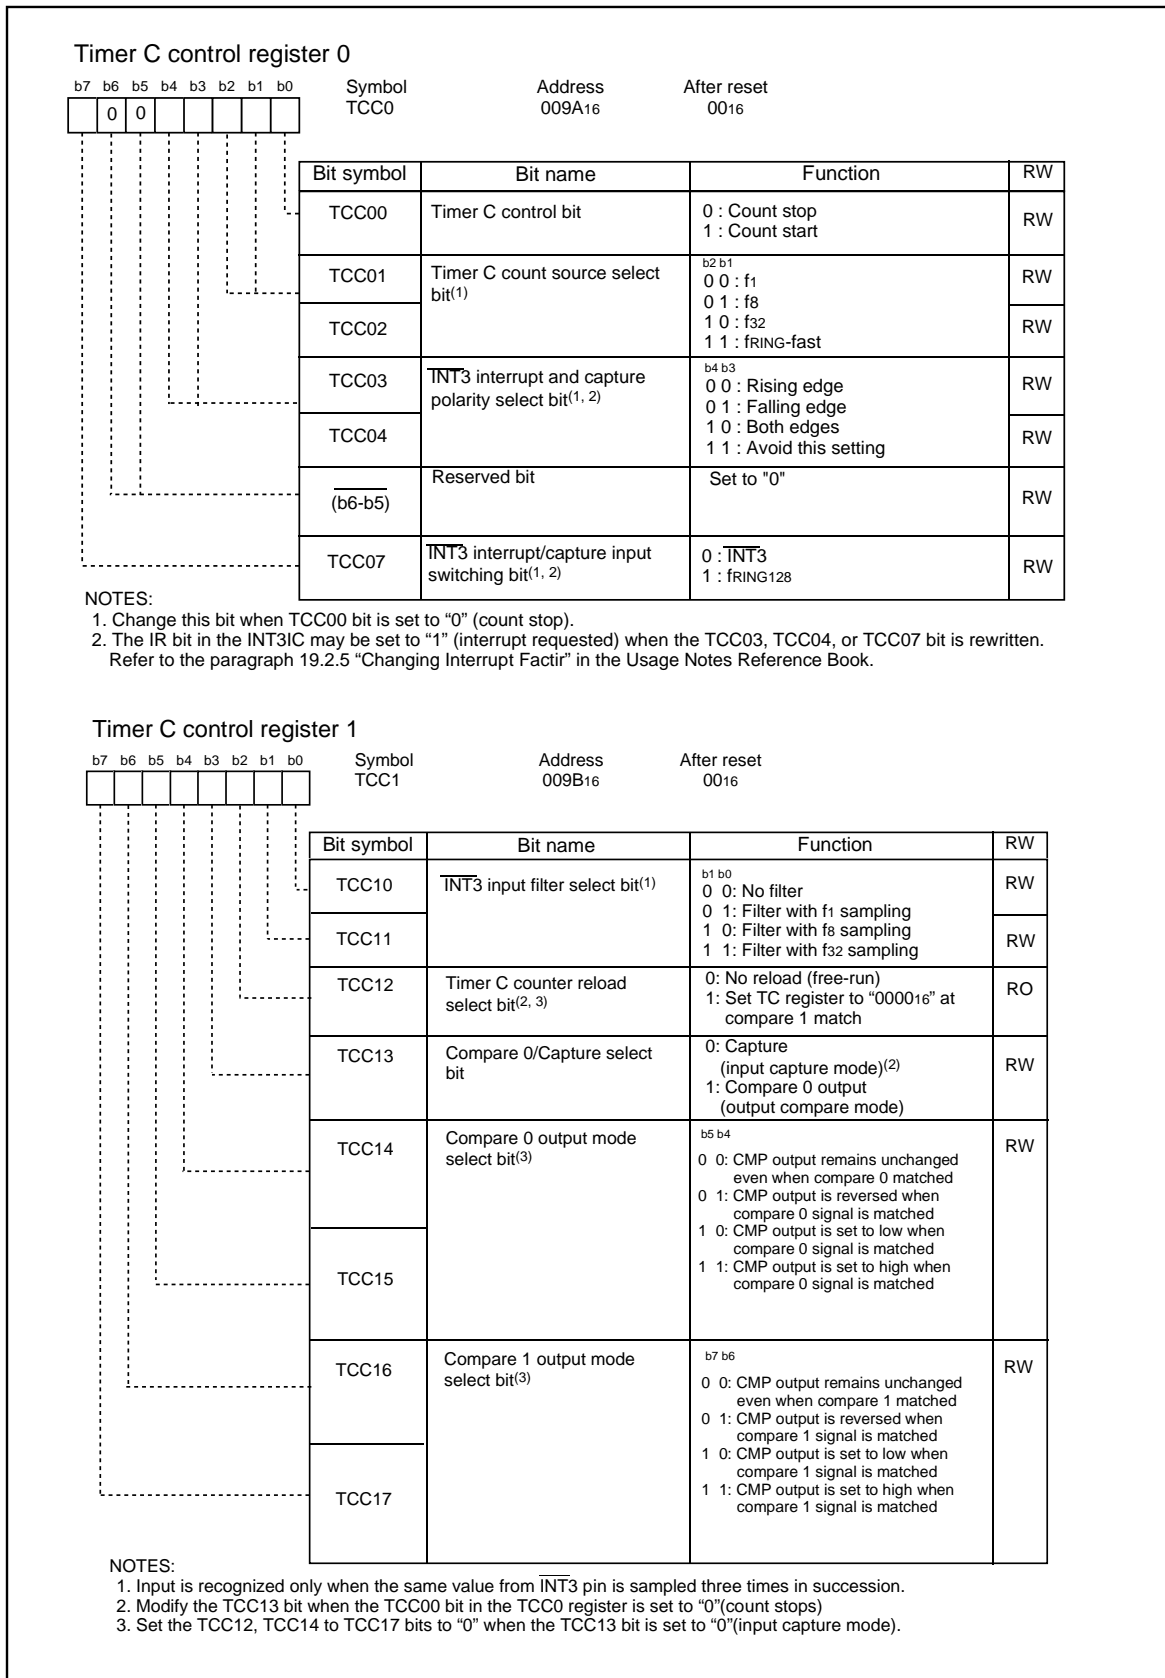 Timer C control register 0
b7 b6 b5 b4 b3 b2 b1 b0
Symbol Address After reset
TCC0 009A16 0016
0 0
Bit symbol Bit name Function RW
TCC00 Timer C control bit 0 : Count stop RW
1 : Count start
TCC01 Timer C count source select bit(1) b2 b1 RW
0 0 : f1
0 1 : f8
TCC02 1 0 : f32 RW
1 1 : fRING-fast
TCC03 INT3 interrupt and capture polarity select bit(1, 2) b4 b3 RW
0 0 : Rising edge
0 1 : Falling edge
TCC04 1 0 : Both edges RW
1 1 : Avoid this setting
(b6-b5) Reserved bit Set to "0" RW
TCC07 INT3 interrupt/capture input switching bit(1, 2) 0 : INT3 RW
1 : fRING128
NOTES:
1. Change this bit when TCC00 bit is set to “0” (count stop).
2. The IR bit in the INT3IC may be set to “1” (interrupt requested) when the TCC03, TCC04, or TCC07 bit is rewritten.
Refer to the paragraph 19.2.5 “Changing Interrupt Factir” in the Usage Notes Reference Book.
Timer C control register 1
b7 b6 b5 b4 b3 b2 b1 b0
Symbol Address After reset
TCC1 009B16 0016
Bit symbol Bit name Function RW
TCC10 INT3 input filter select bit(1) b1 b0 RW
0 0: No filter
0 1: Filter with f1 sampling
TCC11 1 0: Filter with f8 sampling RW
1 1: Filter with f32 sampling
TCC12 Timer C counter reload select bit(2, 3) 0: No reload (free-run) RO
1: Set TC register to “000016” at
compare 1 match
TCC13 Compare 0/Capture select bit 0: Capture RW
(input capture mode)(2)
1: Compare 0 output
(output compare mode)
TCC14 Compare 0 output mode select bit(3) b5 b4 RW
0 0: CMP output remains unchanged
even when compare 0 matched
0 1: CMP output is reversed when
compare 0 signal is matched
1 0: CMP output is set to low when
compare 0 signal is matched
TCC15 1 1: CMP output is set to high when
compare 0 signal is matched
TCC16 Compare 1 output mode select bit(3) b7 b6 RW
0 0: CMP output remains unchanged
even when compare 1 matched
0 1: CMP output is reversed when
compare 1 signal is matched
1 0: CMP output is set to low when
compare 1 signal is matched
TCC17 1 1: CMP output is set to high when
compare 1 signal is matched
NOTES:
1. Input is recognized only when the same value from INT3 pin is sampled three times in succession.
2. Modify the TCC13 bit when the TCC00 bit in the TCC0 register is set to “0”(count stops)
3. Set the TCC12, TCC14 to TCC17 bits to “0” when the TCC13 bit is set to “0”(input capture mode).